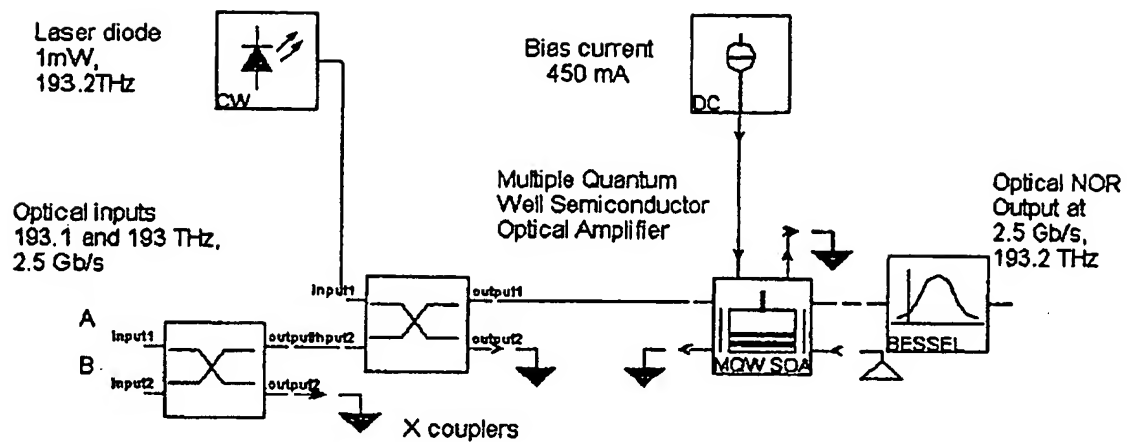 Laser diode
1mW,
193.2THz
CW
Bias current
450 mA
DC
Multiple Quantum
Well Semiconductor
Optical Amplifier
Optical NOR
Output at
2.5 Gb/s,
193.2 THz
Optical inputs
193.1 and 193 THz,
2.5 Gb/s
input1
output1
input2
output2
A
input1
output1
B
input2
output2
MQW SOA
BESSEL
X couplers